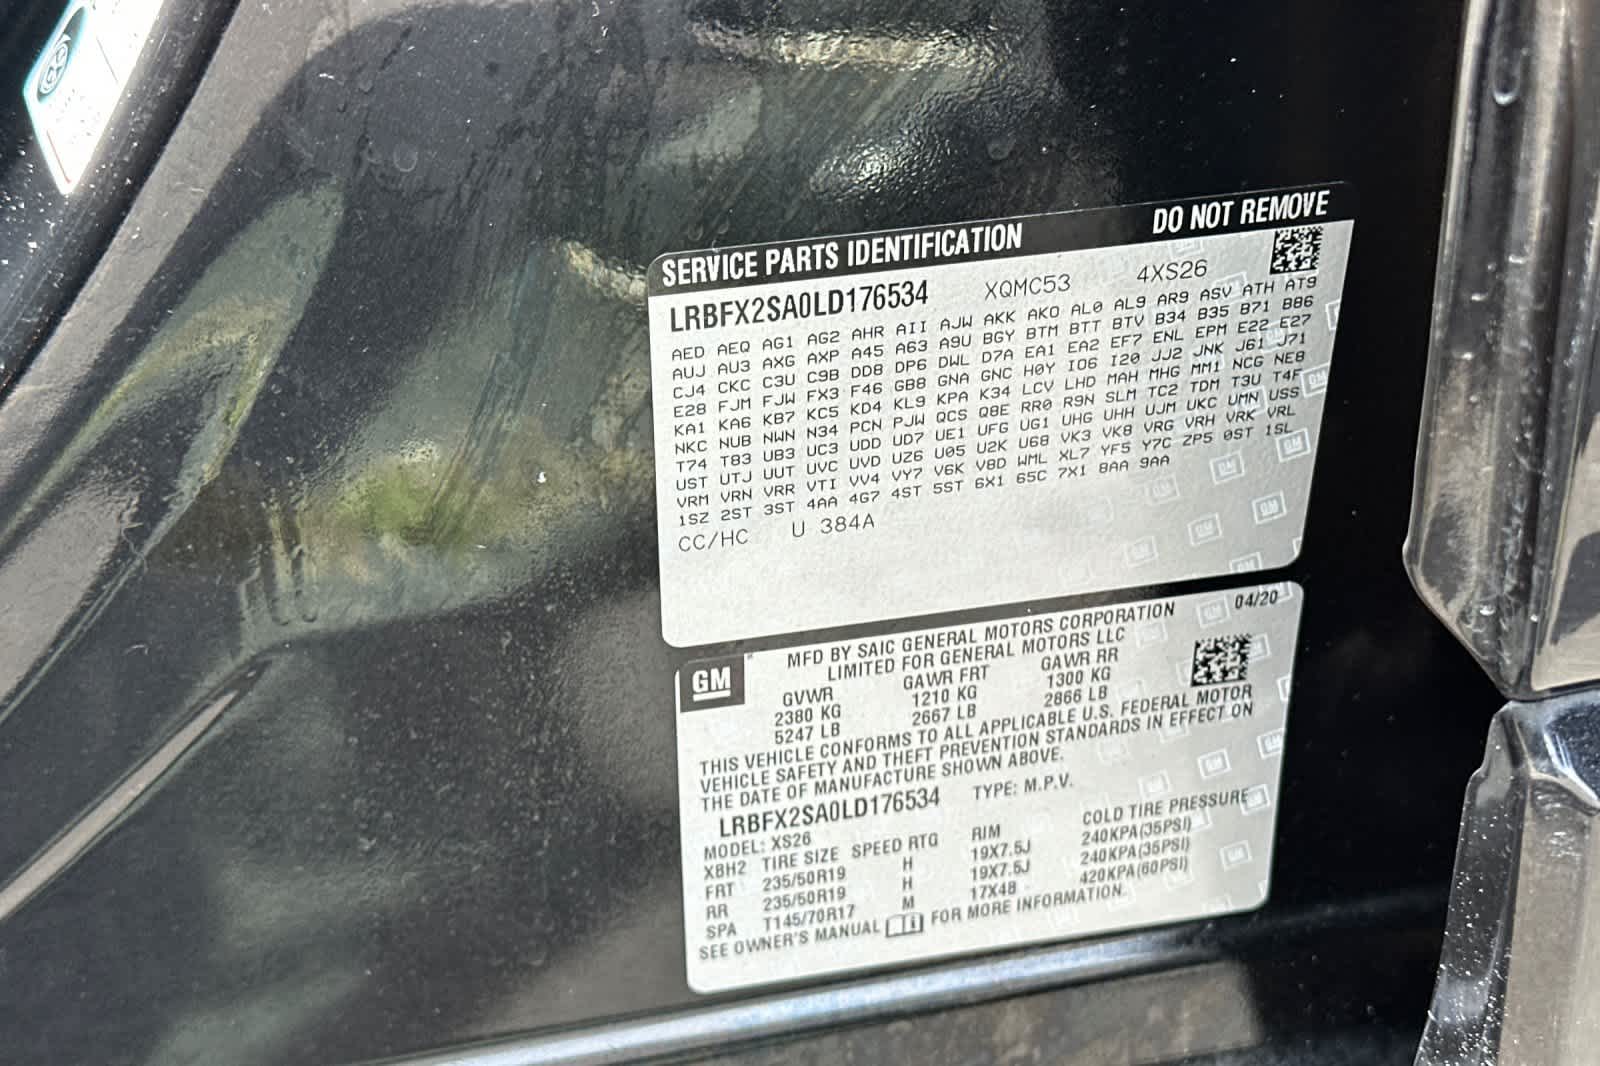 SERVICE PARTS IDENTIFICATION DO NOT REMOVE
LRBFX2SA0LD176534 XQMC53 4XS26
AED AEQ AG1 AG2 AHR AII AJW AKK AKO AL0 AL9 AR9 ASV ATH AT9
AUJ AU3 AXG AXP A45 A63 A9U BGY BTM BTT BTV B34 B35 B71 B86
CJ4 CKC C3U C9B DD8 DP6 DWL D7A EA1 EA2 EF7 ENL EPM E22 E27
E28 FJM FJW FX3 F46 GB8 GNA GNC H0Y IO6 I20 JJ2 JNK J61 J71
KA1 KA6 KB7 KC5 KD4 KL9 KPA K34 LCV LHD MAH MHG MM1 NCG NE8
NKC NUB NWN N34 PCN PJW QCS Q8E RR0 R9N SLM TC2 TDM T3U T4F
T74 T83 UB3 UC3 UDD UD7 UE1 UFG UG1 UHG UHH UJM UKC UMN USS
UST UTJ UUT UVC UVD UZ6 U05 U2K U68 VK3 VK8 VRG VRH VRK VRL
VRM VRN VRR VTI VV4 VY7 V6K V8D WML XL7 YF5 Y7C ZP5 0ST 1SL
1SZ 2ST 3ST 4AA 4G7 4ST 5ST 6X1 65C 7X1 8AA 9AA
CC/HC U 384A
GM
MFD BY SAIC GENERAL MOTORS CORPORATION 04/20
LIMITED FOR GENERAL MOTORS LLC
GVWR GAWR FRT GAWR RR
2380 KG 1210 KG 1300 KG
5247 LB 2667 LB 2866 LB
THIS VEHICLE CONFORMS TO ALL APPLICABLE U.S. FEDERAL MOTOR
VEHICLE SAFETY AND THEFT PREVENTION STANDARDS IN EFFECT ON
THE DATE OF MANUFACTURE SHOWN ABOVE.
LRBFX2SA0LD176534 TYPE: M.P.V.
MODEL: XS26
XBH2 TIRE SIZE SPEED RTG RIM COLD TIRE PRESSURE
FRT 235/50R19 H 19X7.5J 240KPA(35PSI)
RR 235/50R19 H 19X7.5J 240KPA(35PSI)
SPA T145/70R17 M 17X4B 420KPA(60PSI)
SEE OWNER'S MANUAL FOR MORE INFORMATION.